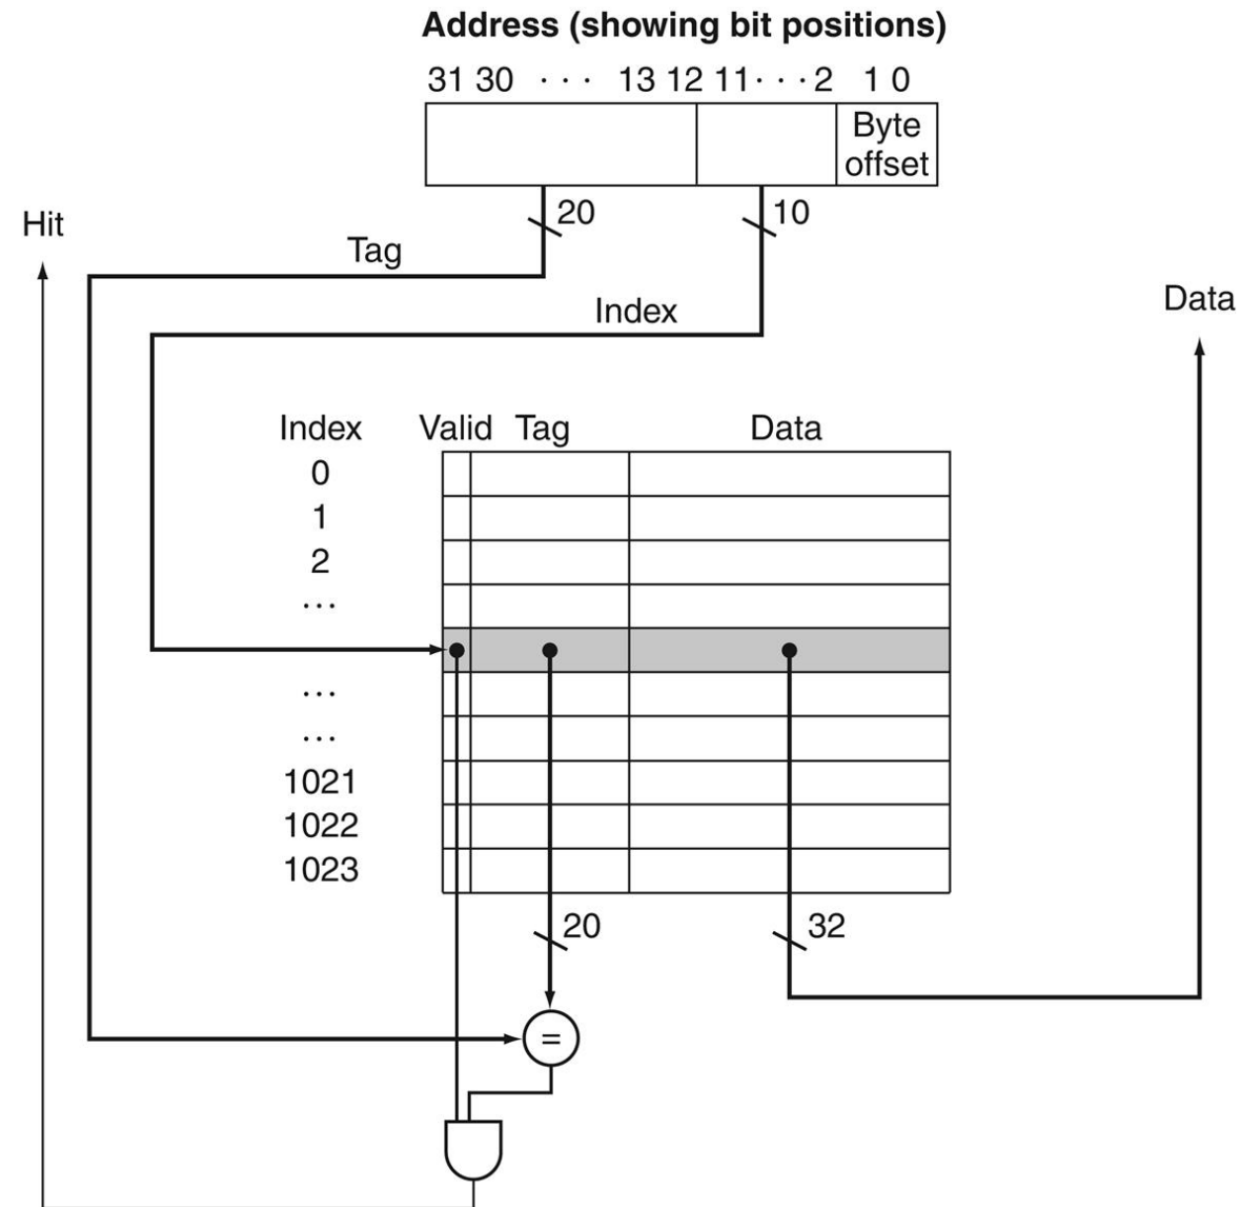 Address (showing bit positions)
31 30 · · · 13 12 11 · · · 2 1 0
Byte
offset
20
10
Hit
Tag
Index
Data
Index Valid Tag Data
0
1
2
...
...
...
1021
1022
1023
20
32
=